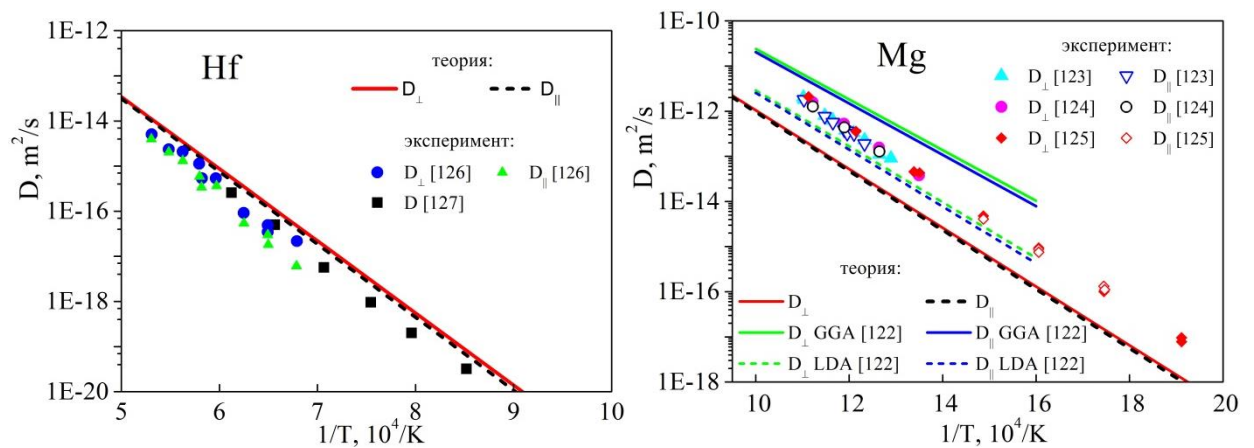 Hf
теория:
D⊥ D||
эксперимент:
D⊥ [126] D|| [126]
D [127]
D, m²/s
1E-12
1E-14
1E-16
1E-18
1E-20
5 6 7 8 9 10
1/T, 10⁴/K
Mg
эксперимент:
D⊥ [123] D|| [123]
D⊥ [124] D|| [124]
D⊥ [125] D|| [125]
теория:
D⊥ D||
D⊥ GGA [122] D|| GGA [122]
D⊥ LDA [122] D|| LDA [122]
D, m²/s
1E-10
1E-12
1E-14
1E-16
1E-18
10 12 14 16 18 20
1/T, 10⁴/K